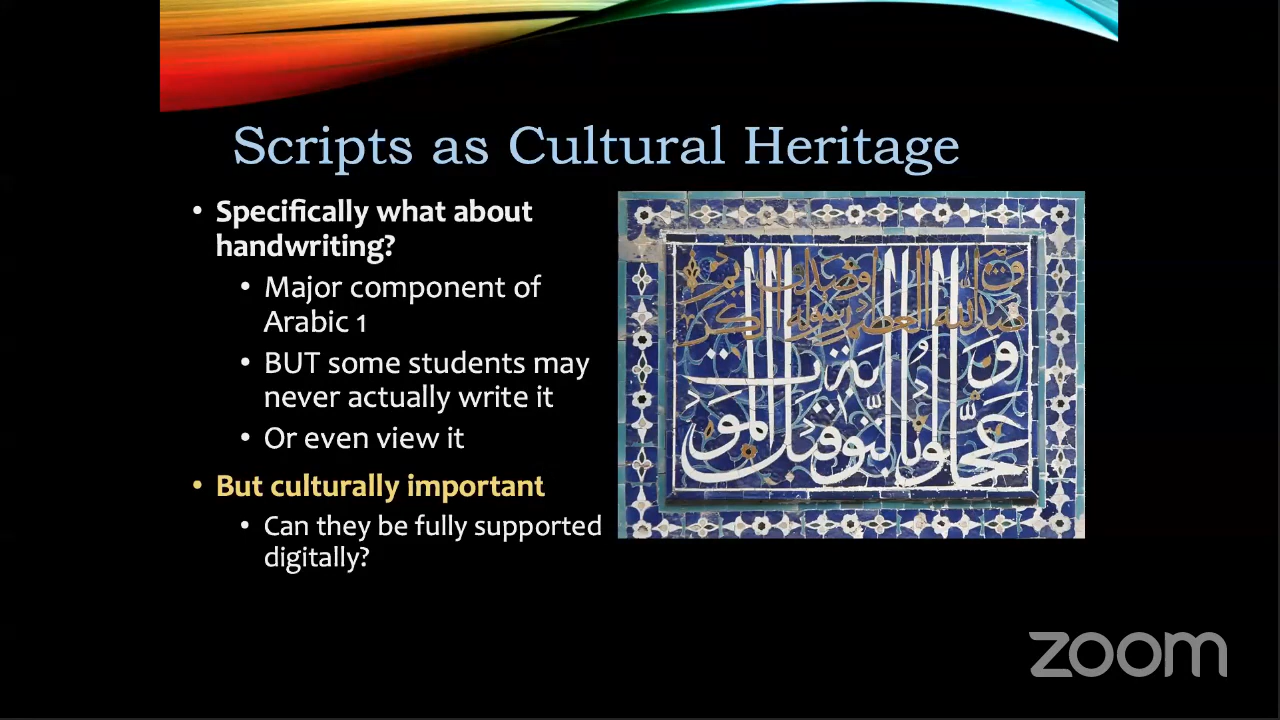 Scripts as Cultural Heritage
• Specifically what about
handwriting?
• Major component of
Arabic 1
• BUT some students may
never actually write it
• Or even view it
• But culturally important
• Can they be fully supported
digitally?
zoom